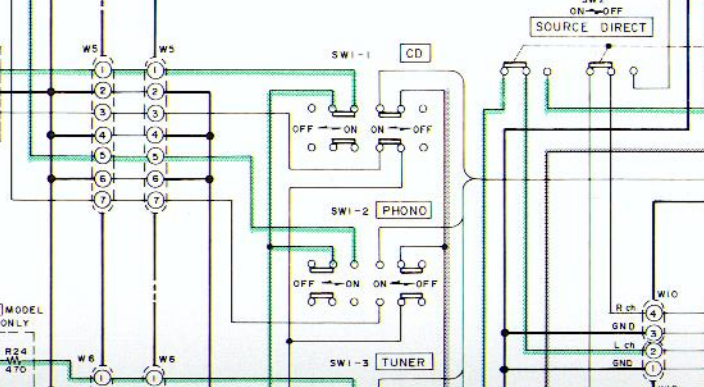 ON OFF
SOURCE DIRECT
W5 W5
SW1-1 CD
1 1
2 2
3 3
4 4
5 5
6 6
7 7
OFF ON ON OFF
SW1-2 PHONO
OFF ON ON OFF
MODEL
ONLY
R24
470
W6 W6
1 1
SW1-3 TUNER
W10
R ch 4
GND 3
L ch 2
GND 1